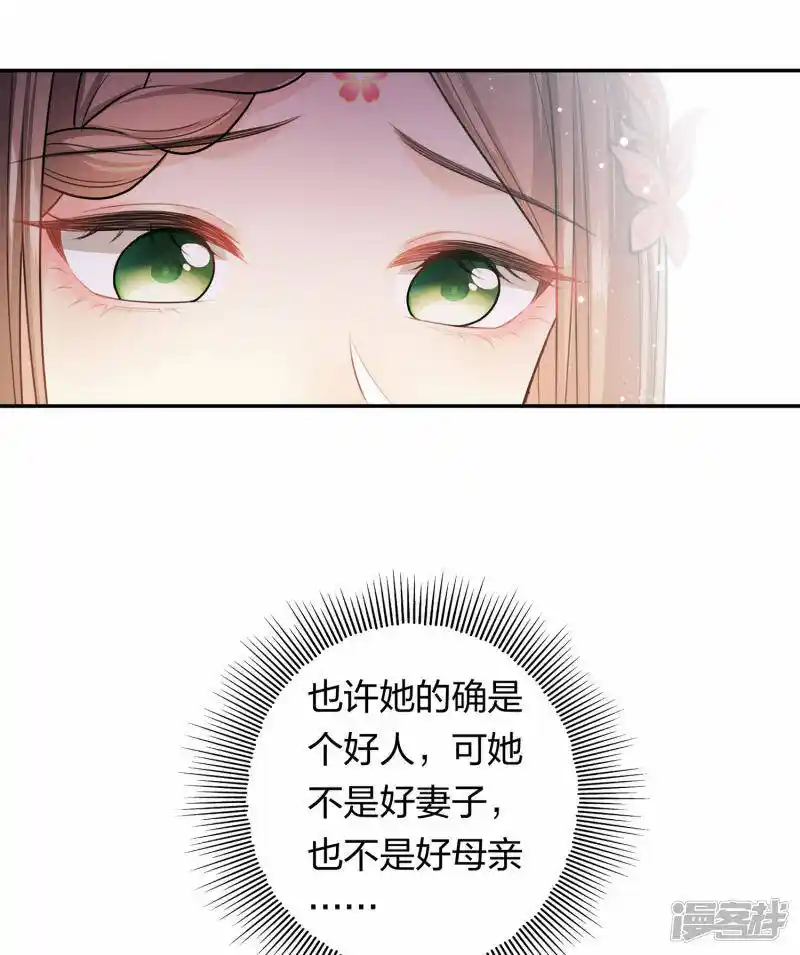 也许她的确是
个好人，可她
不是好妻子，
也不是好母亲
……
漫客栈